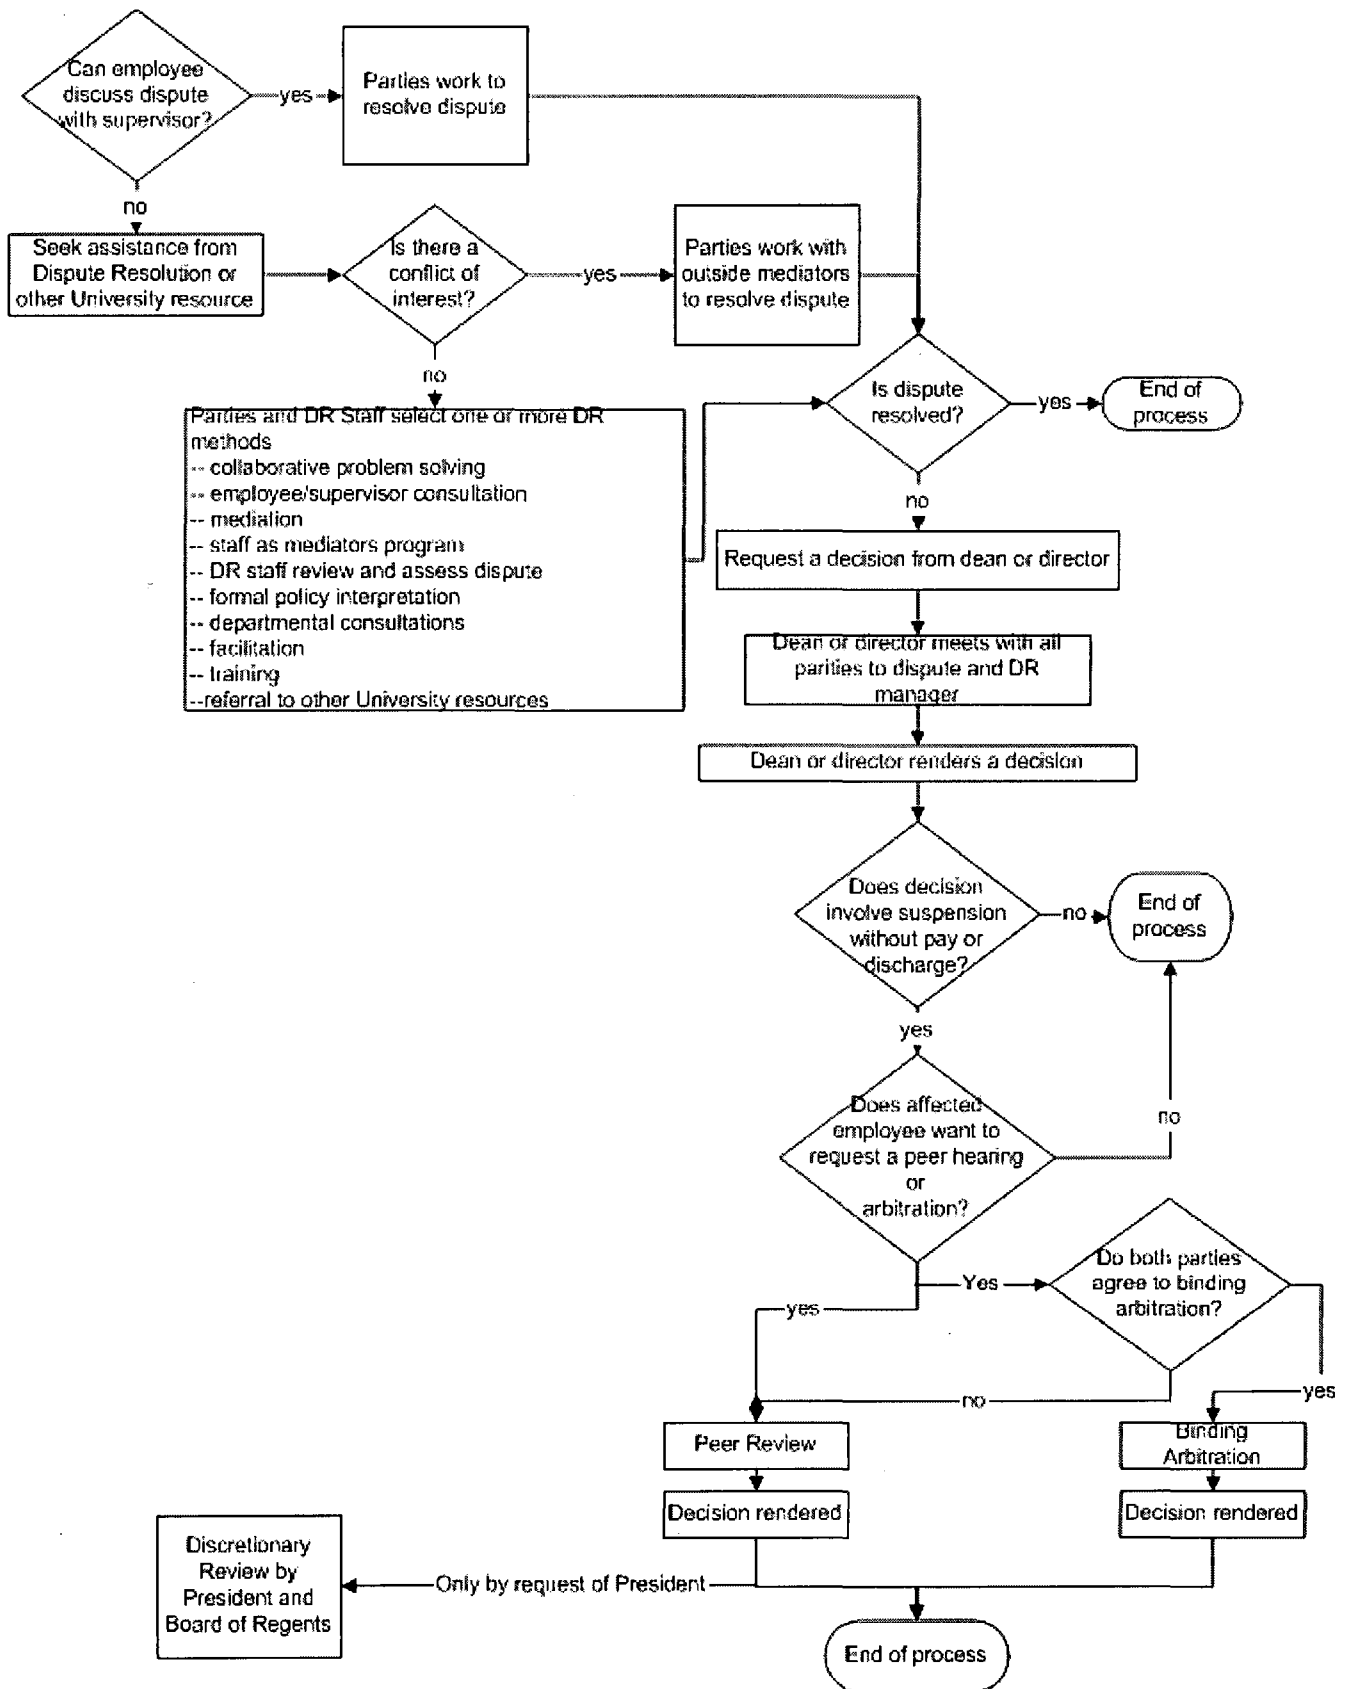 Can employee
discuss dispute
with supervisor?
yes
Parties work to
resolve dispute
no
Seek assistance from
Dispute Resolution or
other University resource
Is there a
conflict of
interest?
yes
Parties work with
outside mediators
to resolve dispute
no
Is dispute
resolved?
yes
End of
process
Parties and DR Staff select one or more DR
methods
-- collaborative problem solving
-- employee/supervisor consultation
-- mediation
-- staff as mediators program
-- DR staff review and assess dispute
-- formal policy interpretation
-- departmental consultations
-- facilitation
-- training
--referral to other University resources
no
Request a decision from dean or director
Dean or director meets with all
parities to dispute and DR
manager
Dean or director renders a decision
Does decision
involve suspension
without pay or
discharge?
no
End of
process
yes
Does affected
employee want to
request a peer hearing
or
arbitration?
no
Do both parties
agree to binding
arbitration?
Yes
yes
no
yes
Peer Review
Binding
Arbitration
Decision rendered
Decision rendered
Discretionary
Review by
President and
Board of Regents
Only by request of President
End of process